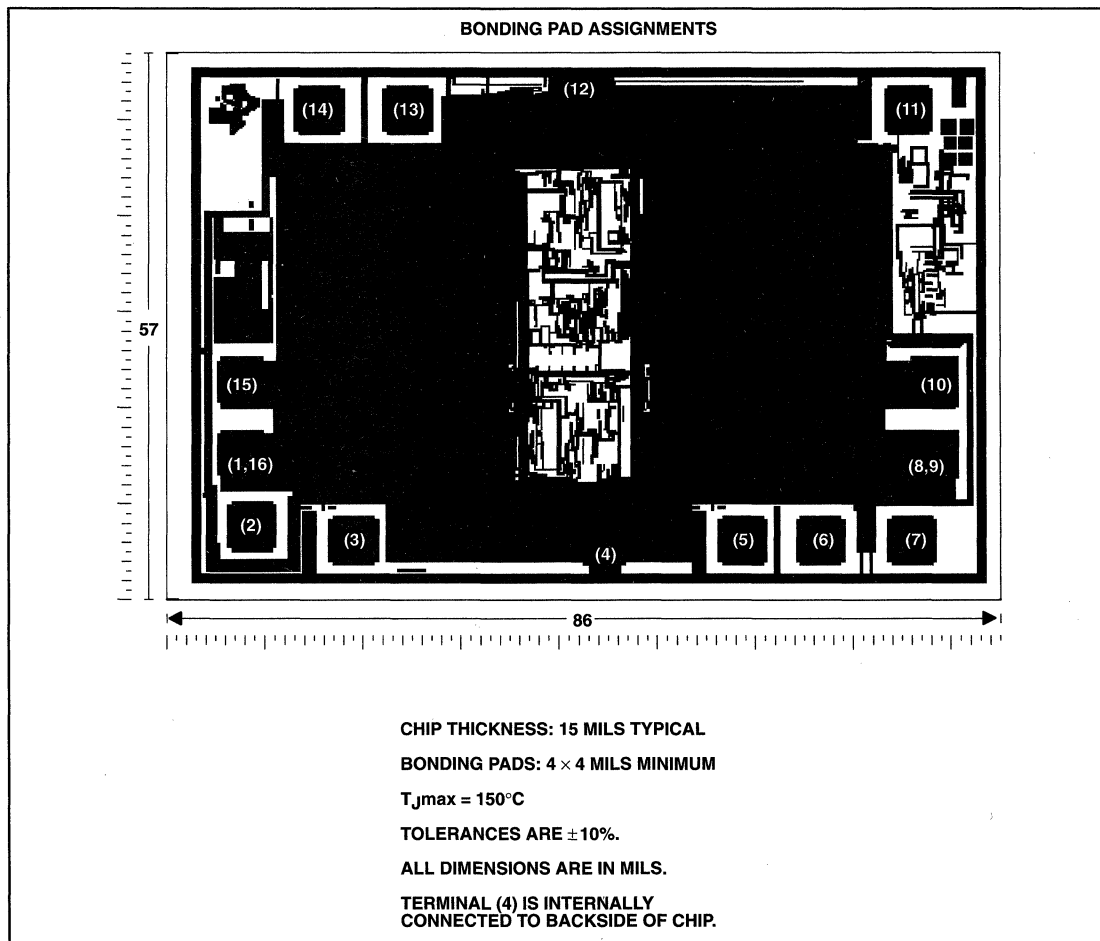 BONDING PAD ASSIGNMENTS
(14) (13) (12) (11)
57
(15) (10)
(1,16) (8,9)
(2) (3) (4) (5) (6) (7)
86
CHIP THICKNESS: 15 MILS TYPICAL
BONDING PADS: 4 × 4 MILS MINIMUM
TJmax = 150°C
TOLERANCES ARE ±10%.
ALL DIMENSIONS ARE IN MILS.
TERMINAL (4) IS INTERNALLY
CONNECTED TO BACKSIDE OF CHIP.